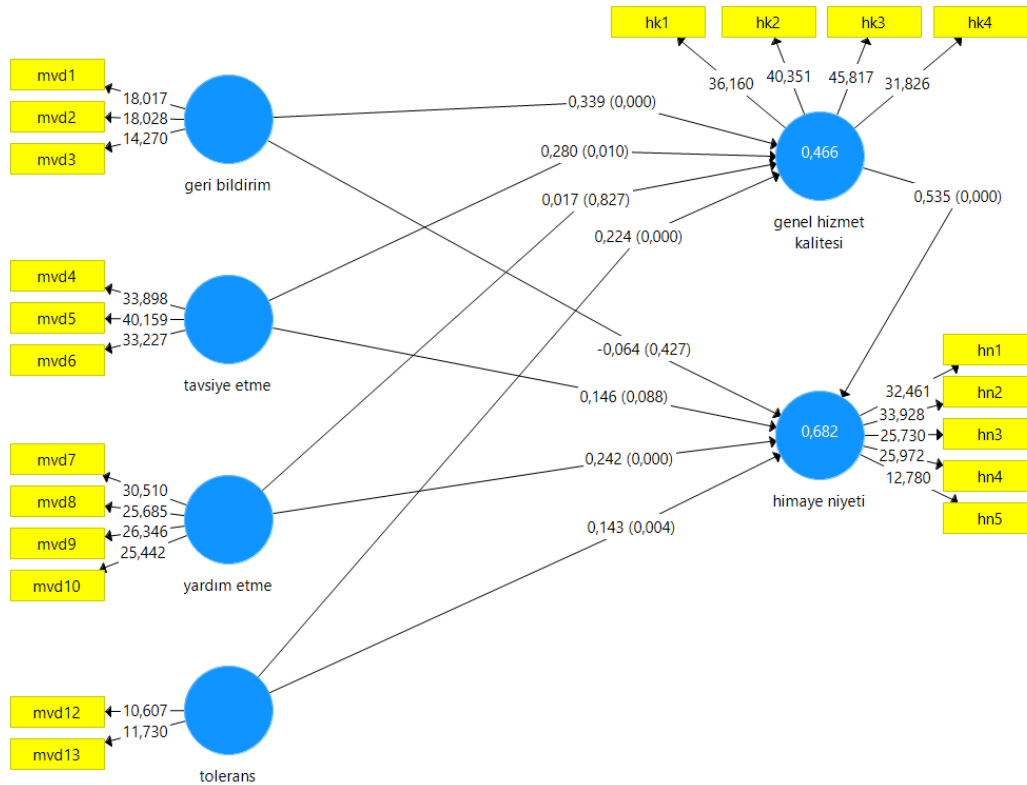 hk1
hk2
hk3
hk4
36,160
40,351
45,817
31,826
mvd1
mvd2
mvd3
18,017
18,028
14,270
geri bildirim
0,339 (0,000)
0,280 (0,010)
0,017 (0,827)
0,224 (0,000)
0,466
genel hizmet
kalitesi
0,535 (0,000)
mvd4
mvd5
mvd6
33,898
40,159
33,227
tavsiye etme
-0,064 (0,427)
0,146 (0,088)
0,242 (0,000)
0,143 (0,004)
0,682
himaye niyeti
32,461
33,928
25,730
25,972
12,780
hn1
hn2
hn3
hn4
hn5
mvd7
mvd8
mvd9
mvd10
30,510
25,685
26,346
25,442
yardım etme
mvd12
mvd13
10,607
11,730
tolerans